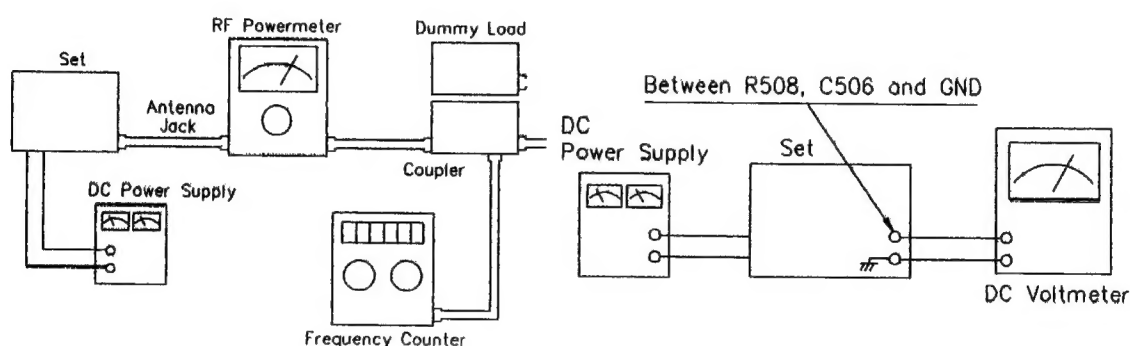 RF Powermeter
Dummy Load
Set
Antenna
Jack
Coupler
DC Power Supply
Frequency Counter
Between R508, C506 and GND
DC
Power Supply
Set
DC Voltmeter